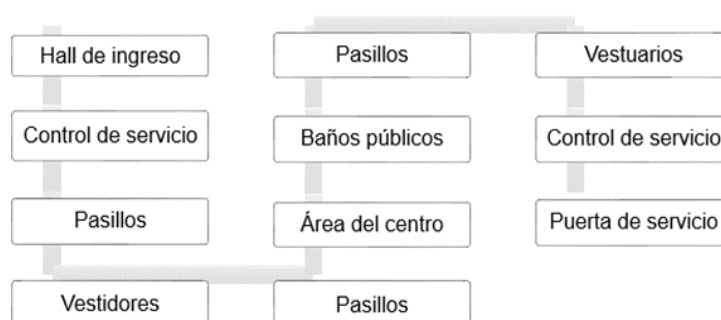 Hall de ingreso
Control de servicio
Pasillos
Vestidores
Pasillos
Área del centro
Baños públicos
Pasillos
Vestuarios
Control de servicio
Puerta de servicio